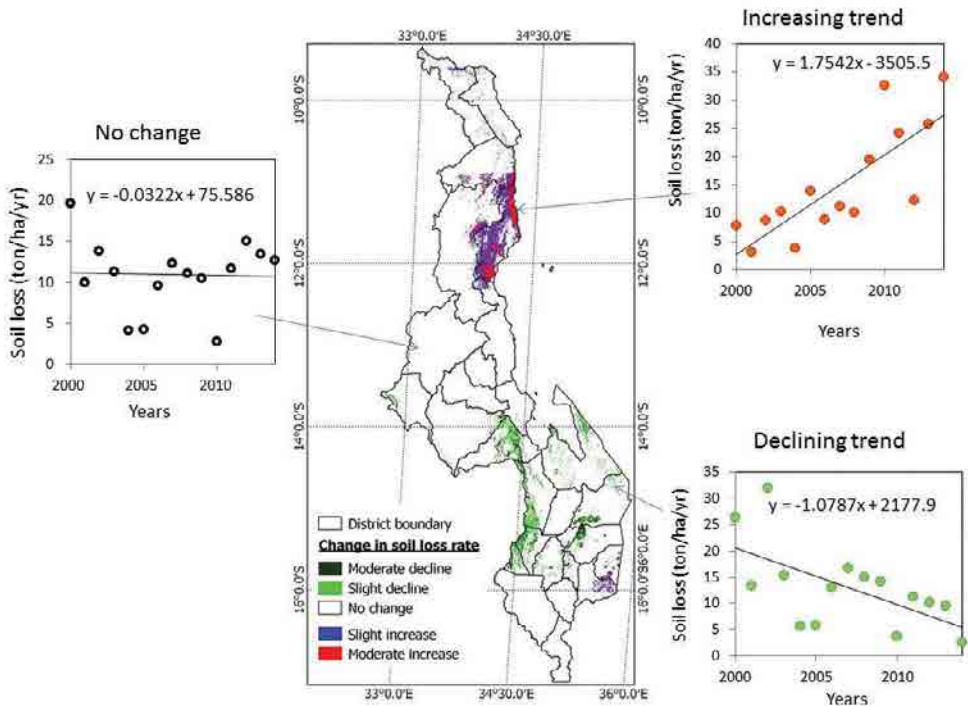 Increasing trend
33°0.0'E 34°30.0'E
40
35
30
25
20
15
10
5
0
y = 1.7542x - 3505.5
Soil loss (ton/ha/yr)
2000 2005 2010
Years
No change
25
20
15
10
5
0
y = -0.0322x + 75.586
Soil loss (ton/ha/yr)
2000 2005 2010
Years
10°0.0'S
12°0.0'S
14°0.0'S
16°0.0'S
10°0.0'S
12°0.0'S
14°0.0'S
District boundary
Change in soil loss rate
Moderate decline
Slight decline
No change
Slight increase
Moderate increase
33°0.0'E 34°30.0'E 36°0.0'E
Declining trend
35
30
25
20
15
10
5
0
y = -1.0787x + 2177.9
Soil loss (ton/ha/yr)
2000 2005 2010
Years